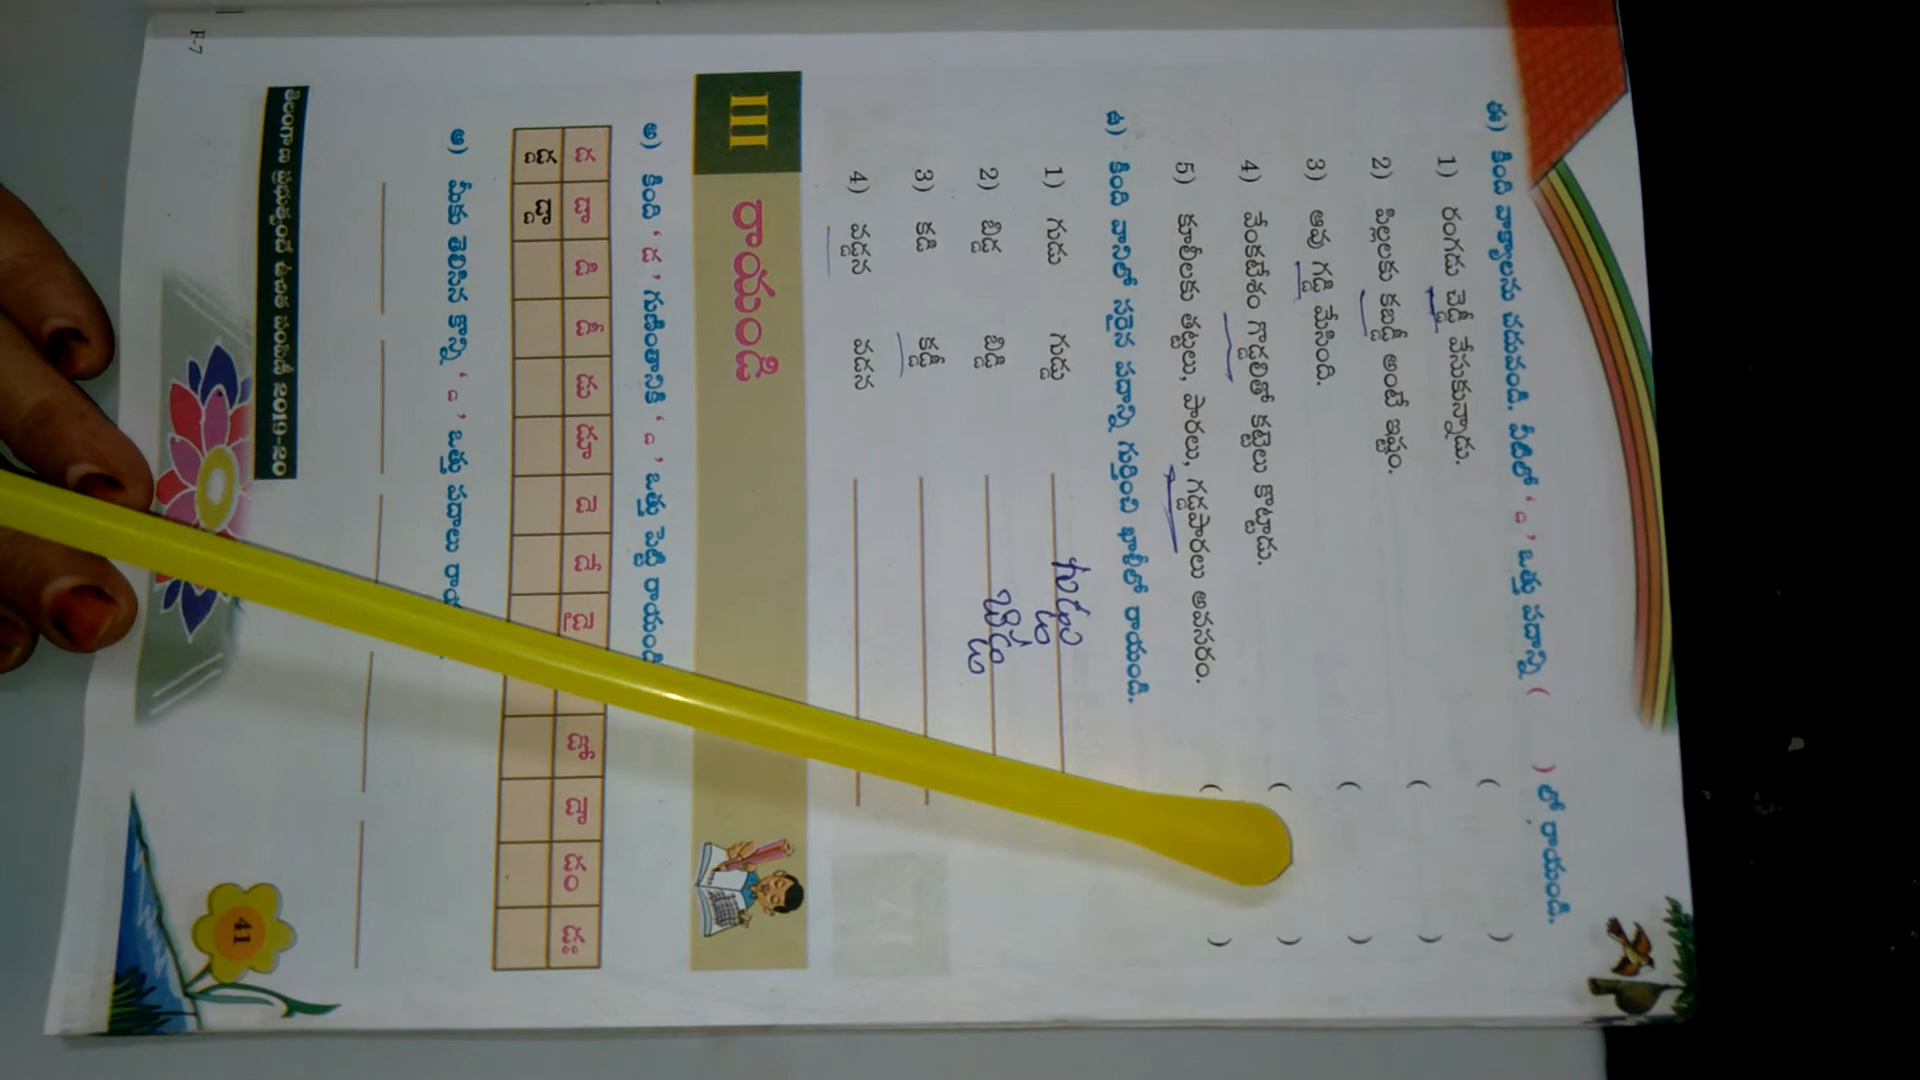 ఈ) కింది వాక్యాలను చదువండి. వీటిలో ' ్డ ' ఒత్తు పదాన్ని ( ) లో రాయండి.
1) రంగడు చెడ్డీ వేసుకున్నాడు. ( )
2) పిల్లలకు కబడ్డీ అంటే ఇష్టం. ( )
3) ఆవు గడ్డి మేసింది. ( )
4) వేంకటేశం గొడ్డలితో కట్టెలు కొట్టాడు. ( )
5) కూలీలకు తట్టలు, పారలు, గడ్డపారలు అవసరం. ( )
ఉ) కింది వానిలో సరైన పదాన్ని గుర్తించి ఖాళీలో రాయండి.
1) గుడు గుడ్డు గుడ్డు
2) బిడ్డ బిడ్డి బిడ్డ
3) కడి కడ్డీ
4) వడ్డన వడన
III రాయండి
అ) కింది 'డ' గుణింతానికి ' ్డ ' ఒత్తు పెట్టి రాయండి
డ డా డి డీ డు డూ డె డే డై డో డౌ డం డః
డ్డ డ్డా
ఆ) మీకు తెలిసిన కొన్ని ' ్డ ' ఒత్తు పదాలు
తెలంగాణ ప్రభుత్వంచే ఉచిత పంపిణీ 2019-20
41
F-7